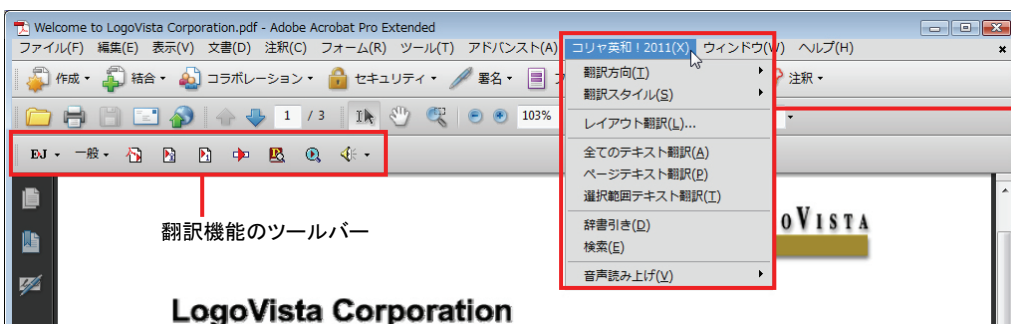 Welcome to LogoVista Corporation.pdf - Adobe Acrobat Pro Extended
ファイル(F) 編集(E) 表示(V) 文書(D) 注釈(C) フォーム(R) ツール(T) アドバンスト(A) コリャ英和！2011(X) ウィンドウ(W) ヘルプ(H)
作成 結合 コラボレーション セキュリティ 署名 注釈
1 / 3 103%
EJ 一般
翻訳方向(I)
翻訳スタイル(S)
レイアウト翻訳(L)...
全てのテキスト翻訳(A)
ページテキスト翻訳(P)
選択範囲テキスト翻訳(T)
辞書引き(D)
検索(E)
音声読み上げ(V)
翻訳機能のツールバー
oVISTA
LogoVista Corporation